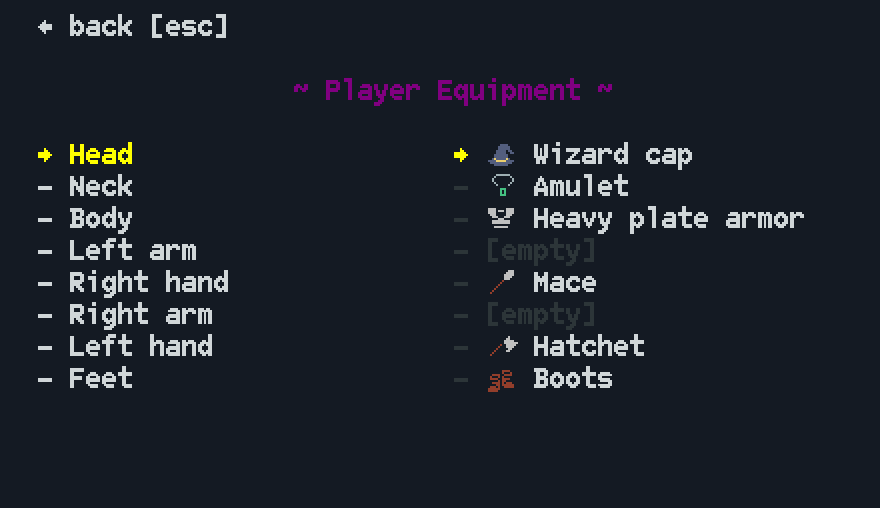 ← back [esc]
~ Player Equipment ~
→ Head → Wizard cap
– Neck – Amulet
– Body – Heavy plate armor
– Left arm – [empty]
– Right hand – Mace
– Right arm – [empty]
– Left hand – Hatchet
– Feet – Boots